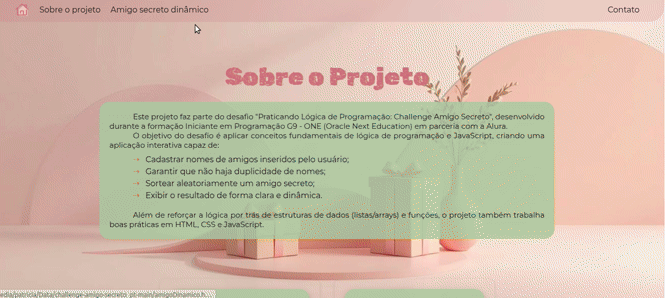 Sobre o projeto Amigo secreto dinâmico Contato
Sobre o Projeto
Este projeto faz parte do desafio "Praticando Lógica de Programação: Challenge Amigo Secreto", desenvolvido
durante a formação Iniciante em Programação G9 - ONE (Oracle Next Education) em parceria com a Alura.
O objetivo do desafio é aplicar conceitos fundamentais de lógica de programação e JavaScript, criando uma
aplicação interativa capaz de:
→ Cadastrar nomes de amigos inseridos pelo usuário;
→ Garantir que não haja duplicidade de nomes;
→ Sortear aleatoriamente um amigo secreto;
→ Exibir o resultado de forma clara e dinâmica.
Além de reforçar a lógica por trás de estruturas de dados (listas/arrays) e funções, o projeto também trabalha
boas práticas em HTML, CSS e JavaScript.
edia/patricia/Data/challenge-amigo-secreto_pt-main/amigoDinamico.h...